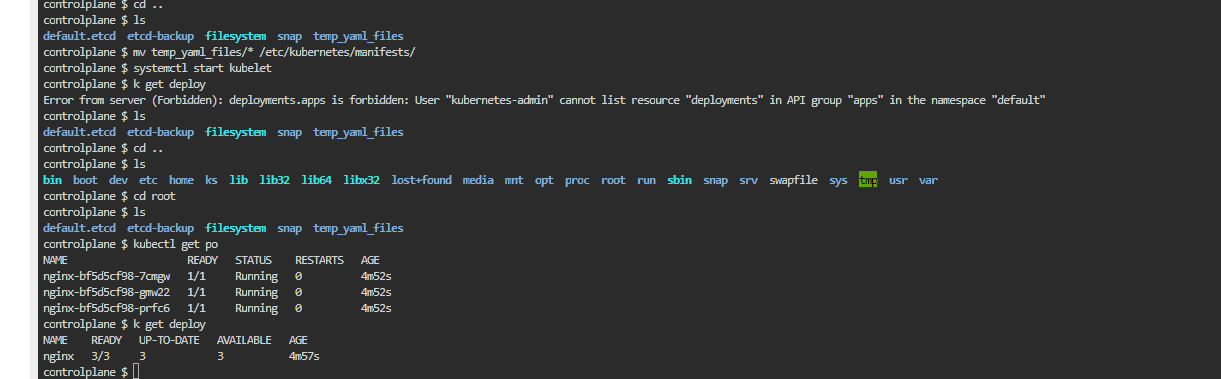 controlplane $ cd ..
controlplane $ ls
default.etcd  etcd-backup  filesystem  snap  temp_yaml_files
controlplane $ mv temp_yaml_files/* /etc/kubernetes/manifests/
controlplane $ systemctl start kubelet
controlplane $ k get deploy
Error from server (Forbidden): deployments.apps is forbidden: User "kubernetes-admin" cannot list resource "deployments" in API group "apps" in the namespace "default"
controlplane $ ls
default.etcd  etcd-backup  filesystem  snap  temp_yaml_files
controlplane $ cd ..
controlplane $ ls
bin  boot  dev  etc  home  ks  lib  lib32  lib64  libx32  lost+found  media  mnt  opt  proc  root  run  sbin  snap  srv  swapfile  sys  tmp  usr  var
controlplane $ cd root
controlplane $ ls
default.etcd  etcd-backup  filesystem  snap  temp_yaml_files
controlplane $ kubectl get po
NAME                    READY   STATUS    RESTARTS   AGE
nginx-bf5d5cf98-7cmgw   1/1     Running   0          4m52s
nginx-bf5d5cf98-gmw22   1/1     Running   0          4m52s
nginx-bf5d5cf98-prfc6   1/1     Running   0          4m52s
controlplane $ k get deploy
NAME    READY   UP-TO-DATE   AVAILABLE   AGE
nginx   3/3     3            3           4m57s
controlplane $